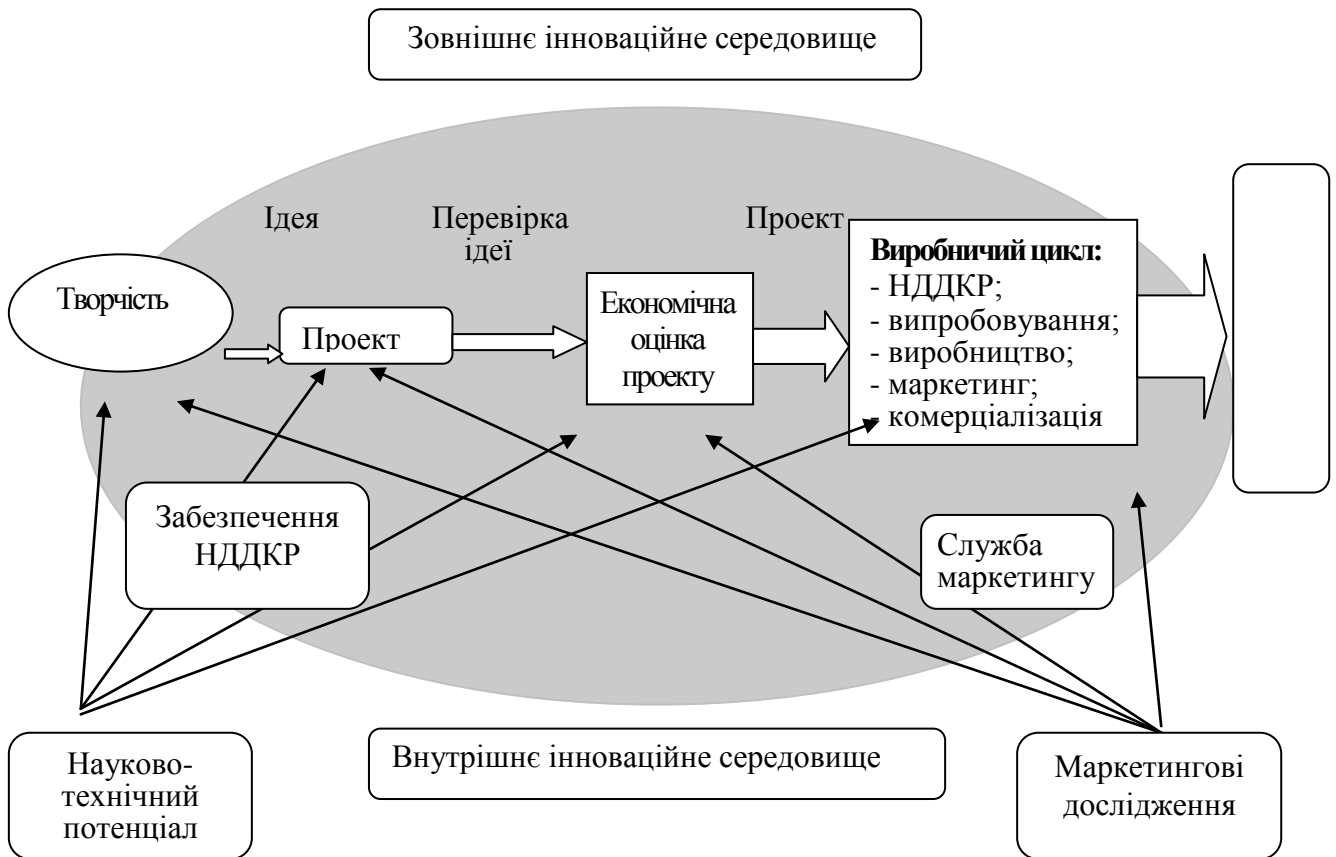 Зовнішнє інноваційне середовище
Ідея
Перевірка
ідеї
Проект
Творчість
Проект
Економічна
оцінка
проекту
Виробничий цикл:
- НДДКР;
- випробовування;
- виробництво;
- маркетинг;
- комерціалізація
Забезпечення
НДДКР
Служба
маркетингу
Науково-
технічний
потенціал
Внутрішнє інноваційне середовище
Маркетингові
дослідження